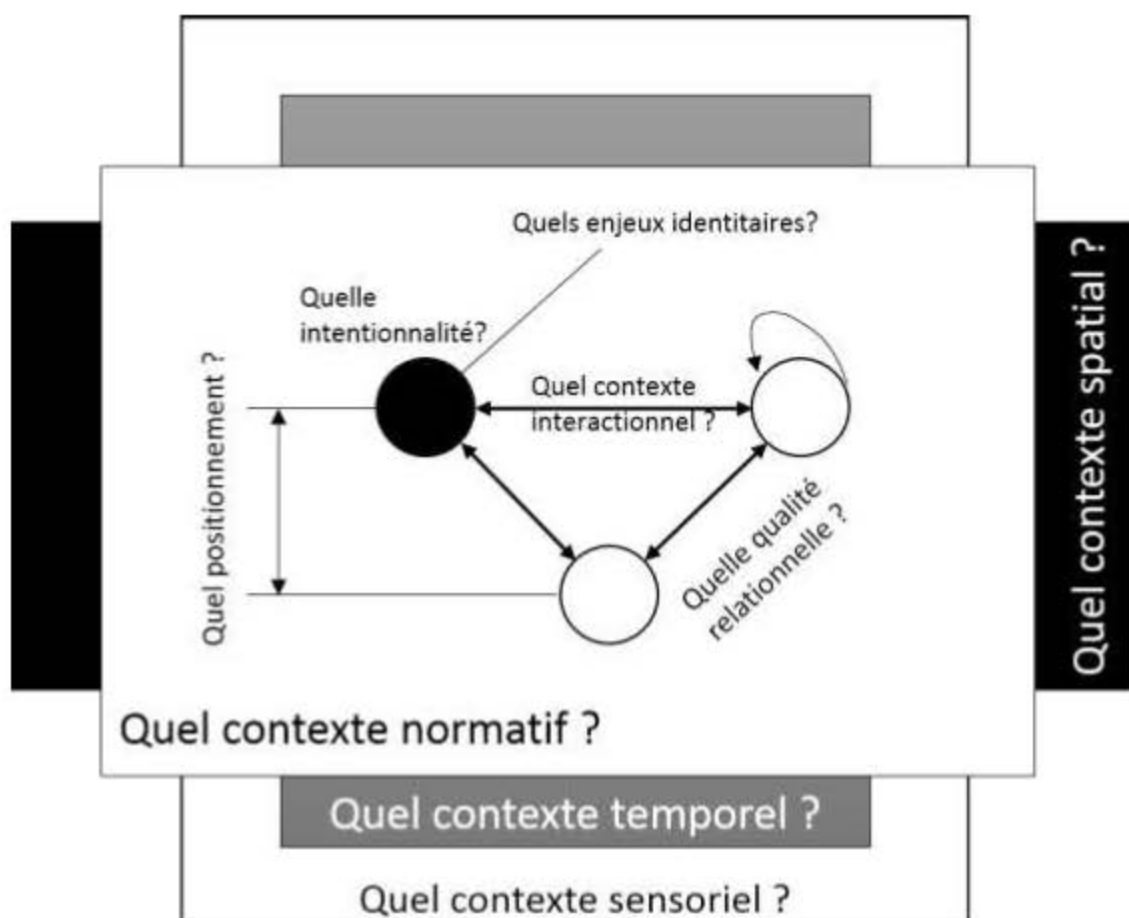 Quels enjeux identitaires?
Quelle
intentionnalité?
Quel contexte
interactionnel ?
Quel positionnement ?
Quelle qualité
relationnelle ?
Quel contexte spatial ?
Quel contexte normatif ?
Quel contexte temporel ?
Quel contexte sensoriel ?